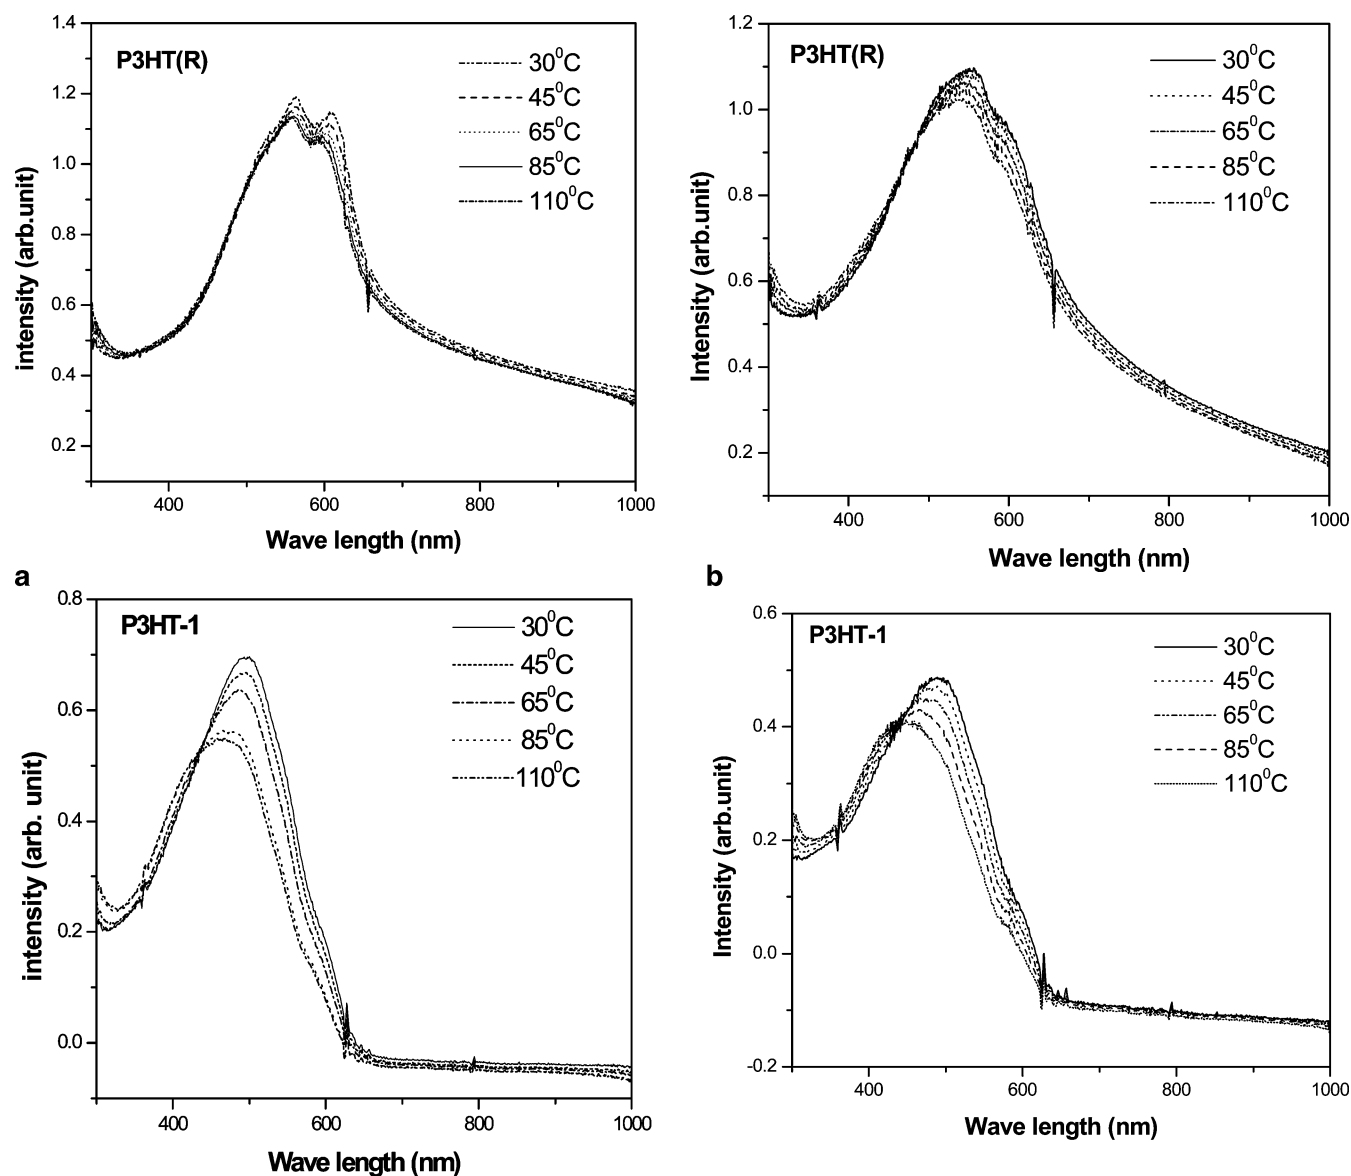 P3HT(R)
30⁰C
45⁰C
65⁰C
85⁰C
110⁰C
1.4
1.2
1.0
0.8
0.6
0.4
0.2
400
600
800
1000
intensity (arb.unit)
Wave length (nm)
P3HT(R)
30⁰C
45⁰C
65⁰C
85⁰C
110⁰C
1.2
1.0
0.8
0.6
0.4
0.2
400
600
800
1000
Intensity (arb.unit)
Wave length (nm)
a
b
P3HT-1
30⁰C
45⁰C
65⁰C
85⁰C
110⁰C
0.8
0.6
0.4
0.2
0.0
400
600
800
1000
intensity (arb. unit)
Wave length (nm)
P3HT-1
30⁰C
45⁰C
65⁰C
85⁰C
110⁰C
0.6
0.4
0.2
0.0
-0.2
400
600
800
1000
Intensity (arb.unit)
Wave length (nm)